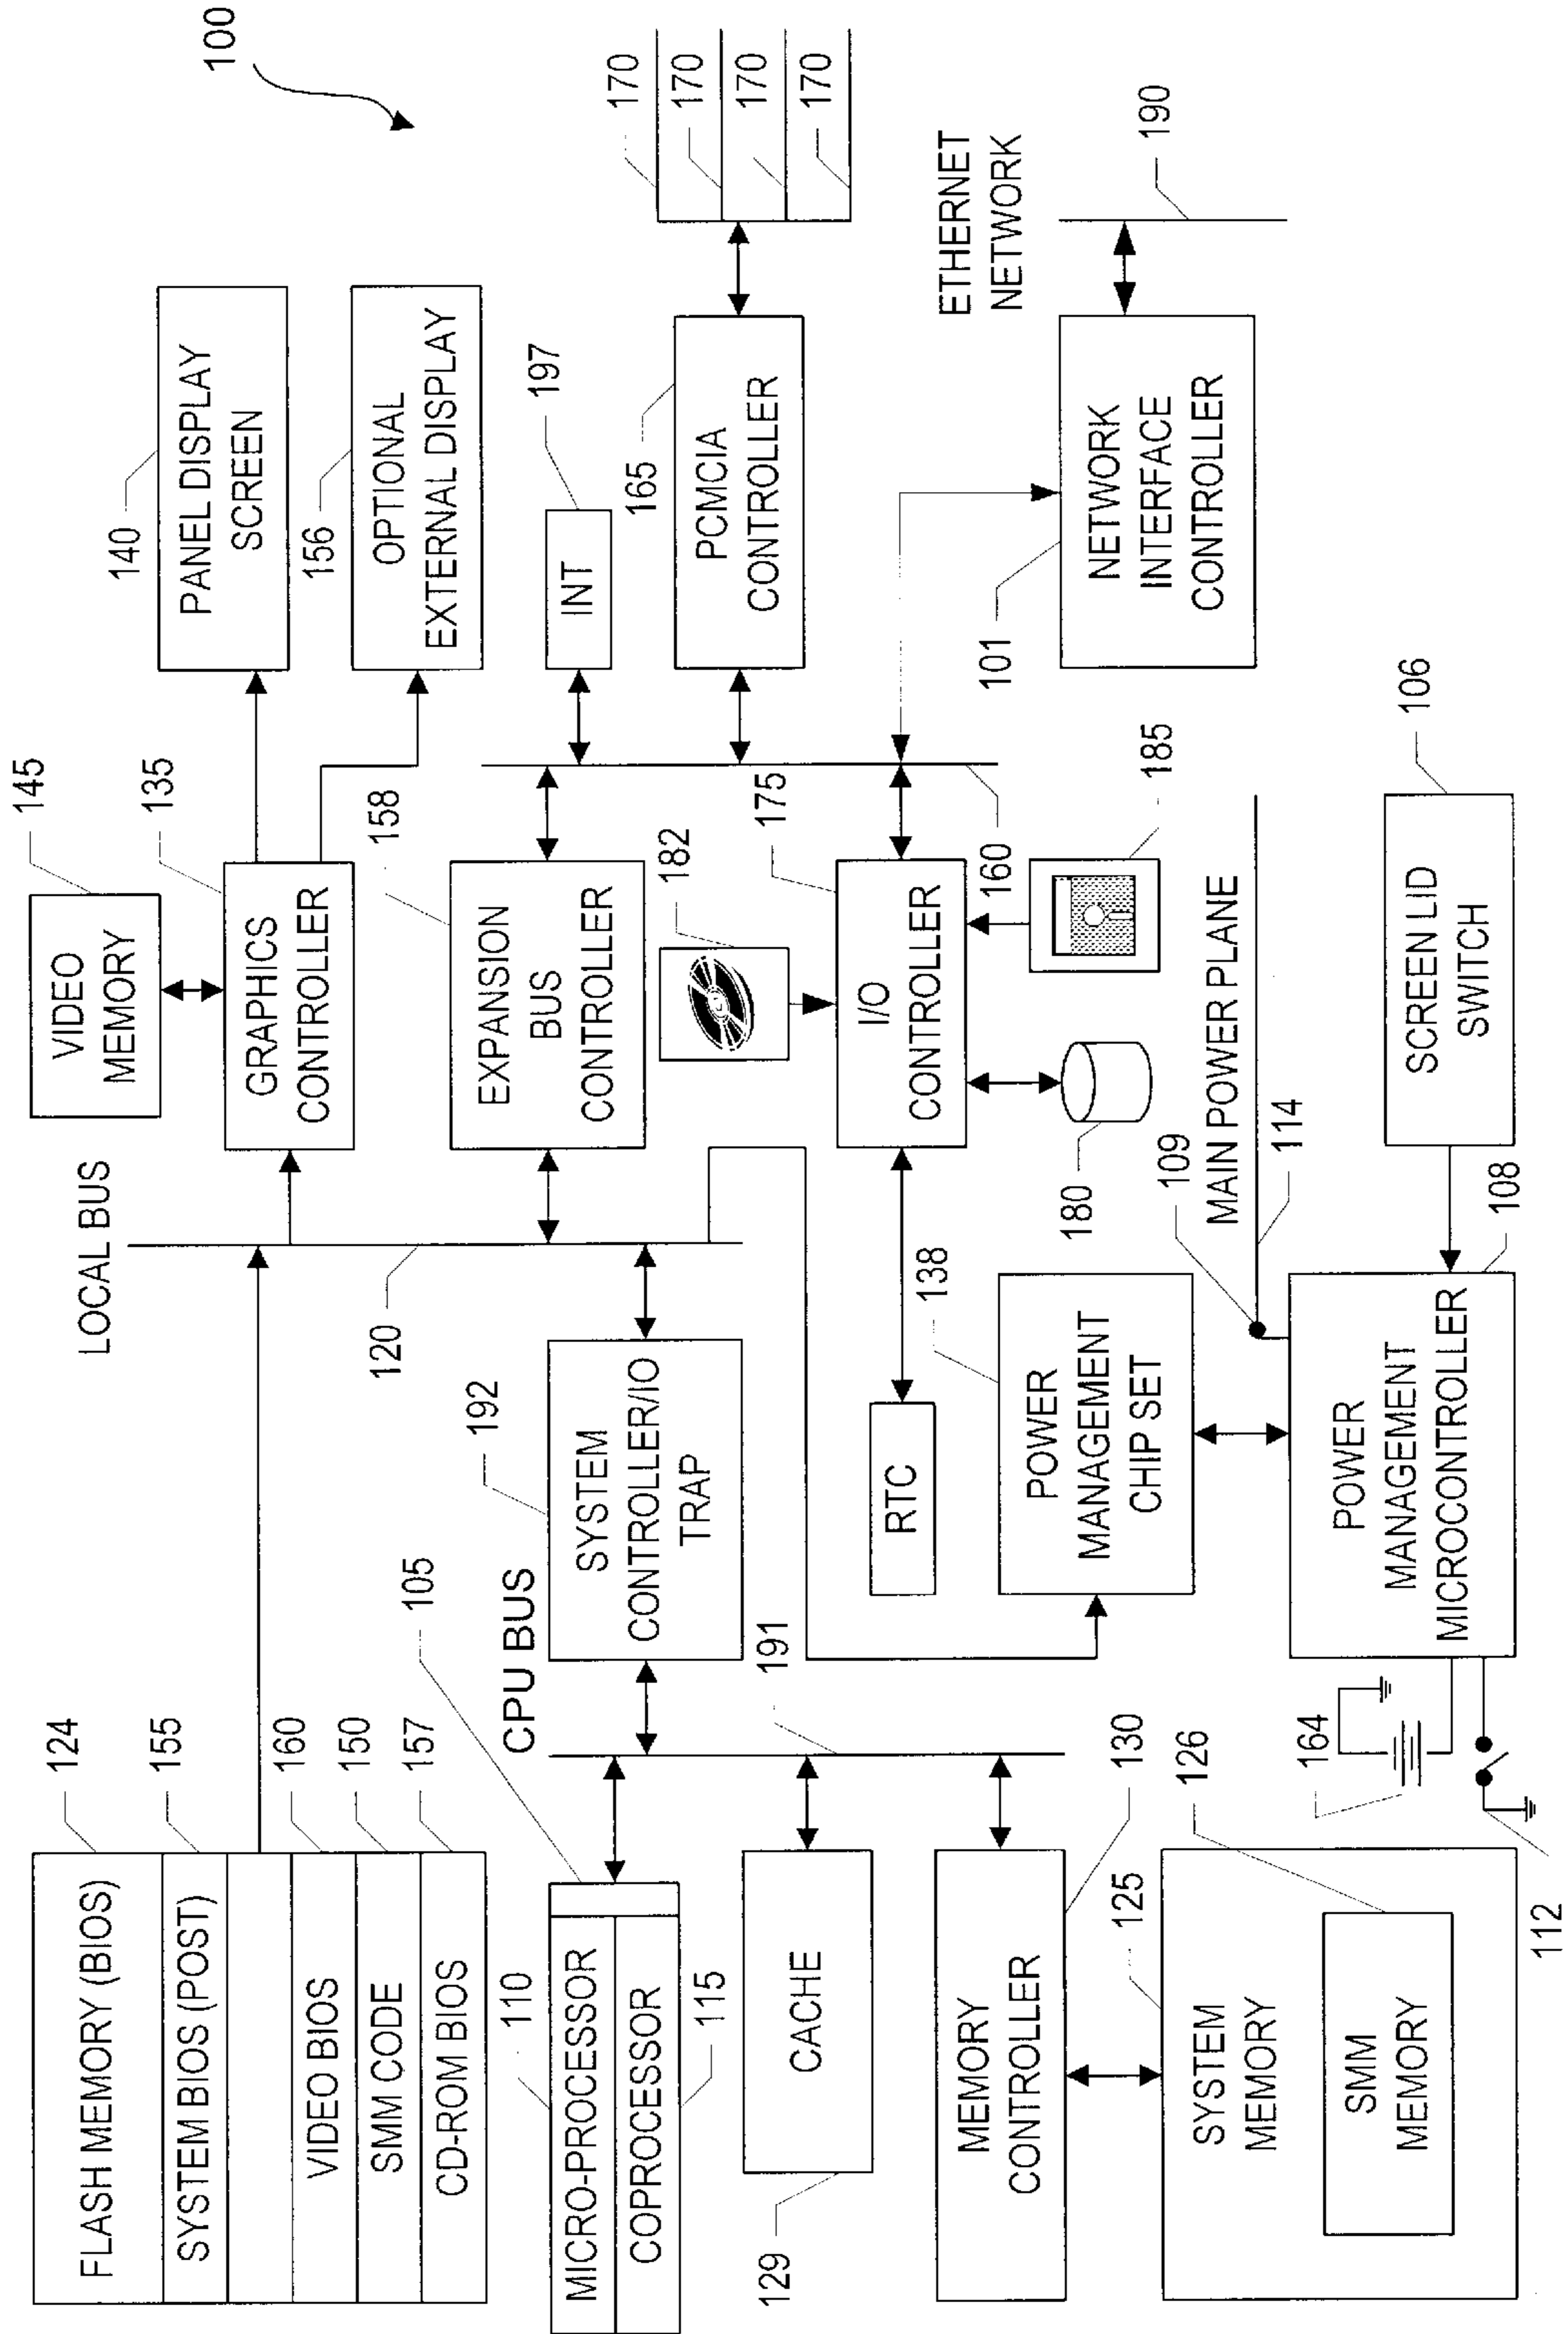 100
124
FLASH MEMORY (BIOS)
155
SYSTEM BIOS (POST)
160
VIDEO BIOS
150
SMM CODE
157
CD-ROM BIOS
LOCAL BUS
120
VIDEO
MEMORY
145
GRAPHICS
CONTROLLER
135
140
PANEL DISPLAY
SCREEN
156
OPTIONAL
EXTERNAL DISPLAY
110
MICRO-PROCESSOR
COPROCESSOR
115
105
CPU BUS
191
192
SYSTEM
CONTROLLER/IO
TRAP
EXPANSION
BUS
CONTROLLER
158
INT
197
165
PCMCIA
CONTROLLER
170
170
170
170
CACHE
129
182
I/O
CONTROLLER
175
160
185
180
RTC
MEMORY
CONTROLLER
130
138
POWER
MANAGEMENT
CHIP SET
101
NETWORK
INTERFACE
CONTROLLER
ETHERNET
NETWORK
190
125
SYSTEM
MEMORY
126
SMM
MEMORY
164
112
POWER
MANAGEMENT
MICROCONTROLLER
108
109
MAIN POWER PLANE
114
SCREEN LID
SWITCH
106